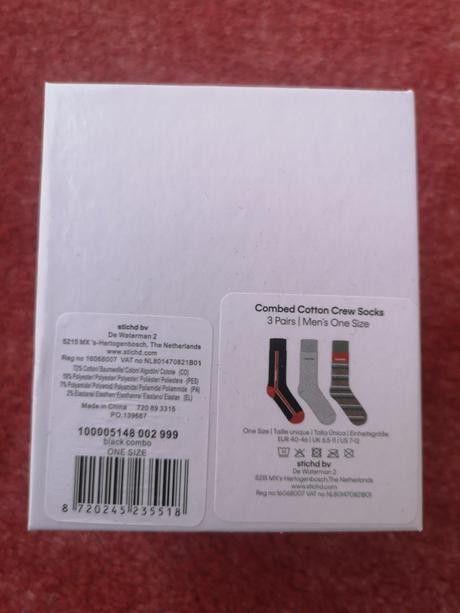 stichd bv
De Waterman 2
5215 MX 's-Hertogenbosch, The Netherlands
www.stichd.com
Reg no 16068007 VAT no NL801470821B01
72% Cotton/Baumwolle/Coton/Algodón/Cotone (CO)
19% Polyester/Polyester/Polyester/Poliéster/Poliestere (PES)
7% Polyamide/Polyamid/Polyamide/Poliamida/Poliammide (PA)
2% Elastane/Elasthan/Elasthanne/Elastano/Elastan (EL)
Made in China 720 89 3315
PO.139667
100005148 002 999
black combo
ONE SIZE
8 720245 235518
Combed Cotton Crew Socks
3 Pairs | Men's One Size
One Size | Taille unique | Talla Única | Einheitsgröße
EUR 40-46 | UK 6.5-11 | US 7-12
stichd bv
De Waterman 2
5215 MX's-Hertogenbosch,The Netherlands
www.stichd.com
Reg no:16068007 VAT no NL801470821B01